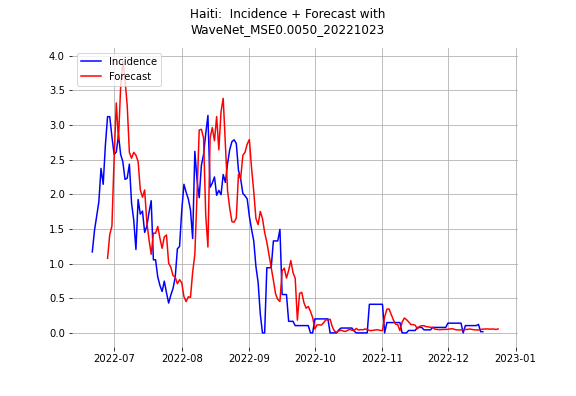 Haiti:  Incidence + Forecast with
WaveNet_MSE0.0050_20221023
4.0
3.5
3.0
2.5
2.0
1.5
1.0
0.5
0.0
Incidence
Forecast
2022-07 2022-08 2022-09 2022-10 2022-11 2022-12 2023-01